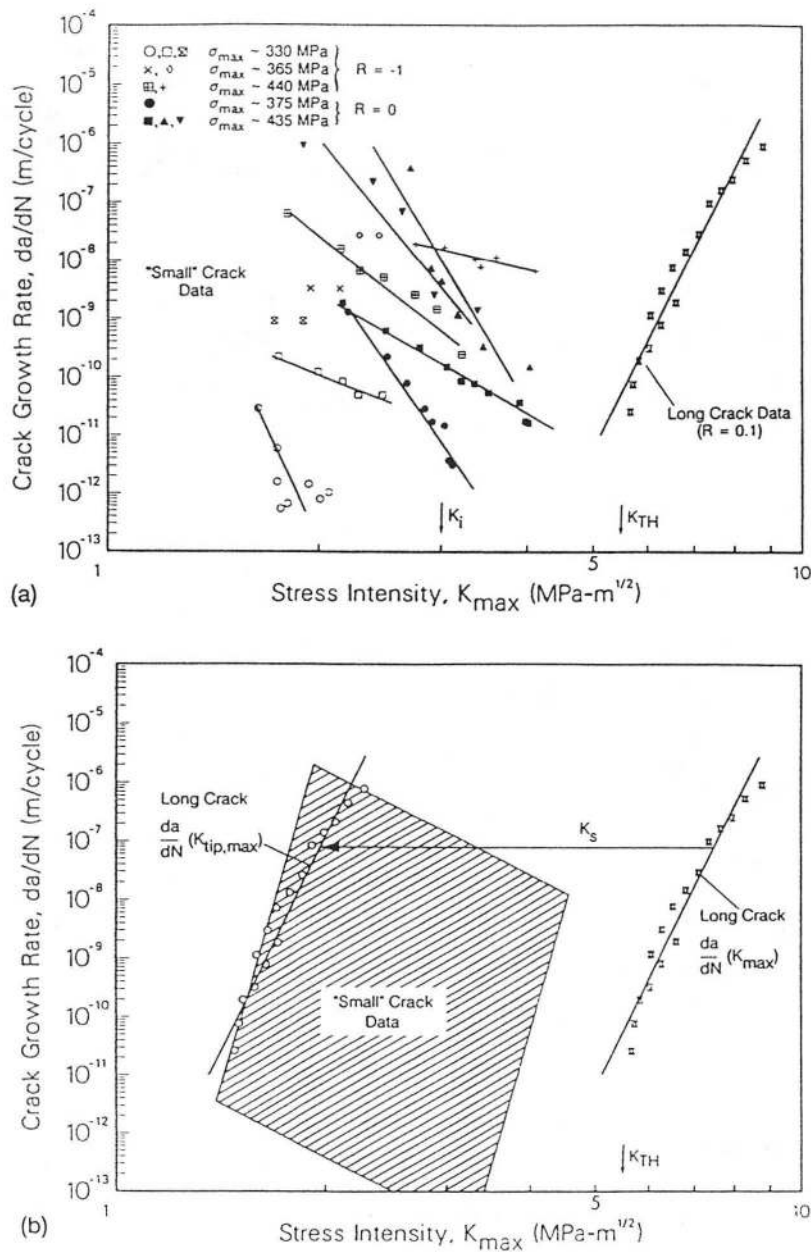 10⁻⁴
10⁻⁵
10⁻⁶
10⁻⁷
10⁻⁸
10⁻⁹
10⁻¹⁰
10⁻¹¹
10⁻¹²
10⁻¹³
Crack Growth Rate, da/dN (m/cycle)
○,□,⧖ σmax ~ 330 MPa
×, ◊ σmax ~ 365 MPa
⊞,+ σmax ~ 440 MPa
R = -1
● σmax ~ 375 MPa
■,▲,▼ σmax ~ 435 MPa
R = 0
"Small" Crack
Data
Long Crack Data
(R = 0.1)
Ki
KTH
1
5
10
Stress Intensity, Kmax (MPa-m^1/2)
(a)
10⁻⁴
10⁻⁵
10⁻⁶
10⁻⁷
10⁻⁸
10⁻⁹
10⁻¹⁰
10⁻¹¹
10⁻¹²
10⁻¹³
Crack Growth Rate, da/dN (m/cycle)
Long Crack
da/dN (Ktip,max)
Ks
Long Crack
da/dN (Kmax)
"Small" Crack
Data
KTH
1
5
10
Stress Intensity, Kmax (MPa-m^1/2)
(b)